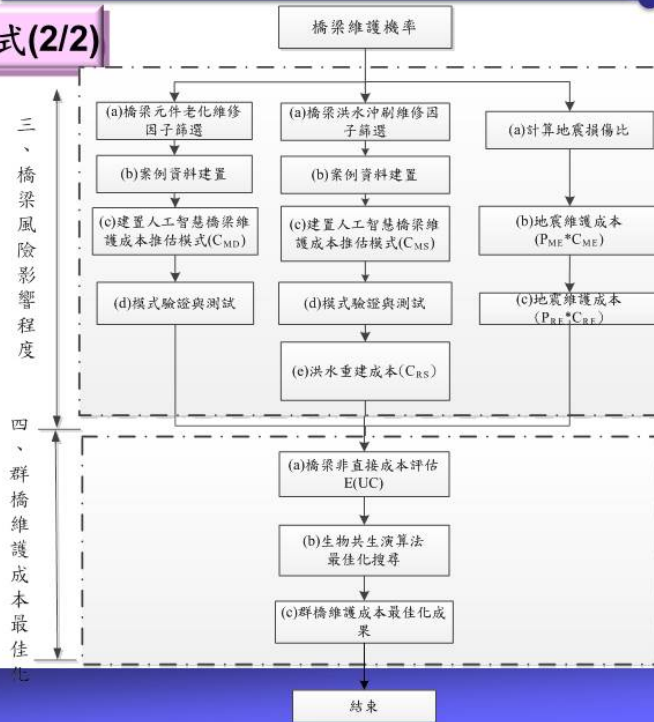 式(2/2)
橋梁維護機率
三、橋梁風險影響程度
(a)橋梁元件老化維修
因子篩選
(b)案例資料建置
(c)建置人工智慧橋梁維
護成本推估模式(CMD)
(d)模式驗證與測試
(a)橋梁洪水沖刷維修因
子篩選
(b)案例資料建置
(c)建置人工智慧橋梁維
護成本推估模式(CMS)
(d)模式驗證與測試
(e)洪水重建成本(CRS)
(a)計算地震損傷比
(b)地震維護成本
(PME*CME)
(c)地震維護成本
(PRE*CRE)
四、群橋維護成本最佳化
(a)橋梁非直接成本評估
E(UC)
(b)生物共生演算法
最佳化搜尋
(c)群橋維護成本最佳化成
果
結束